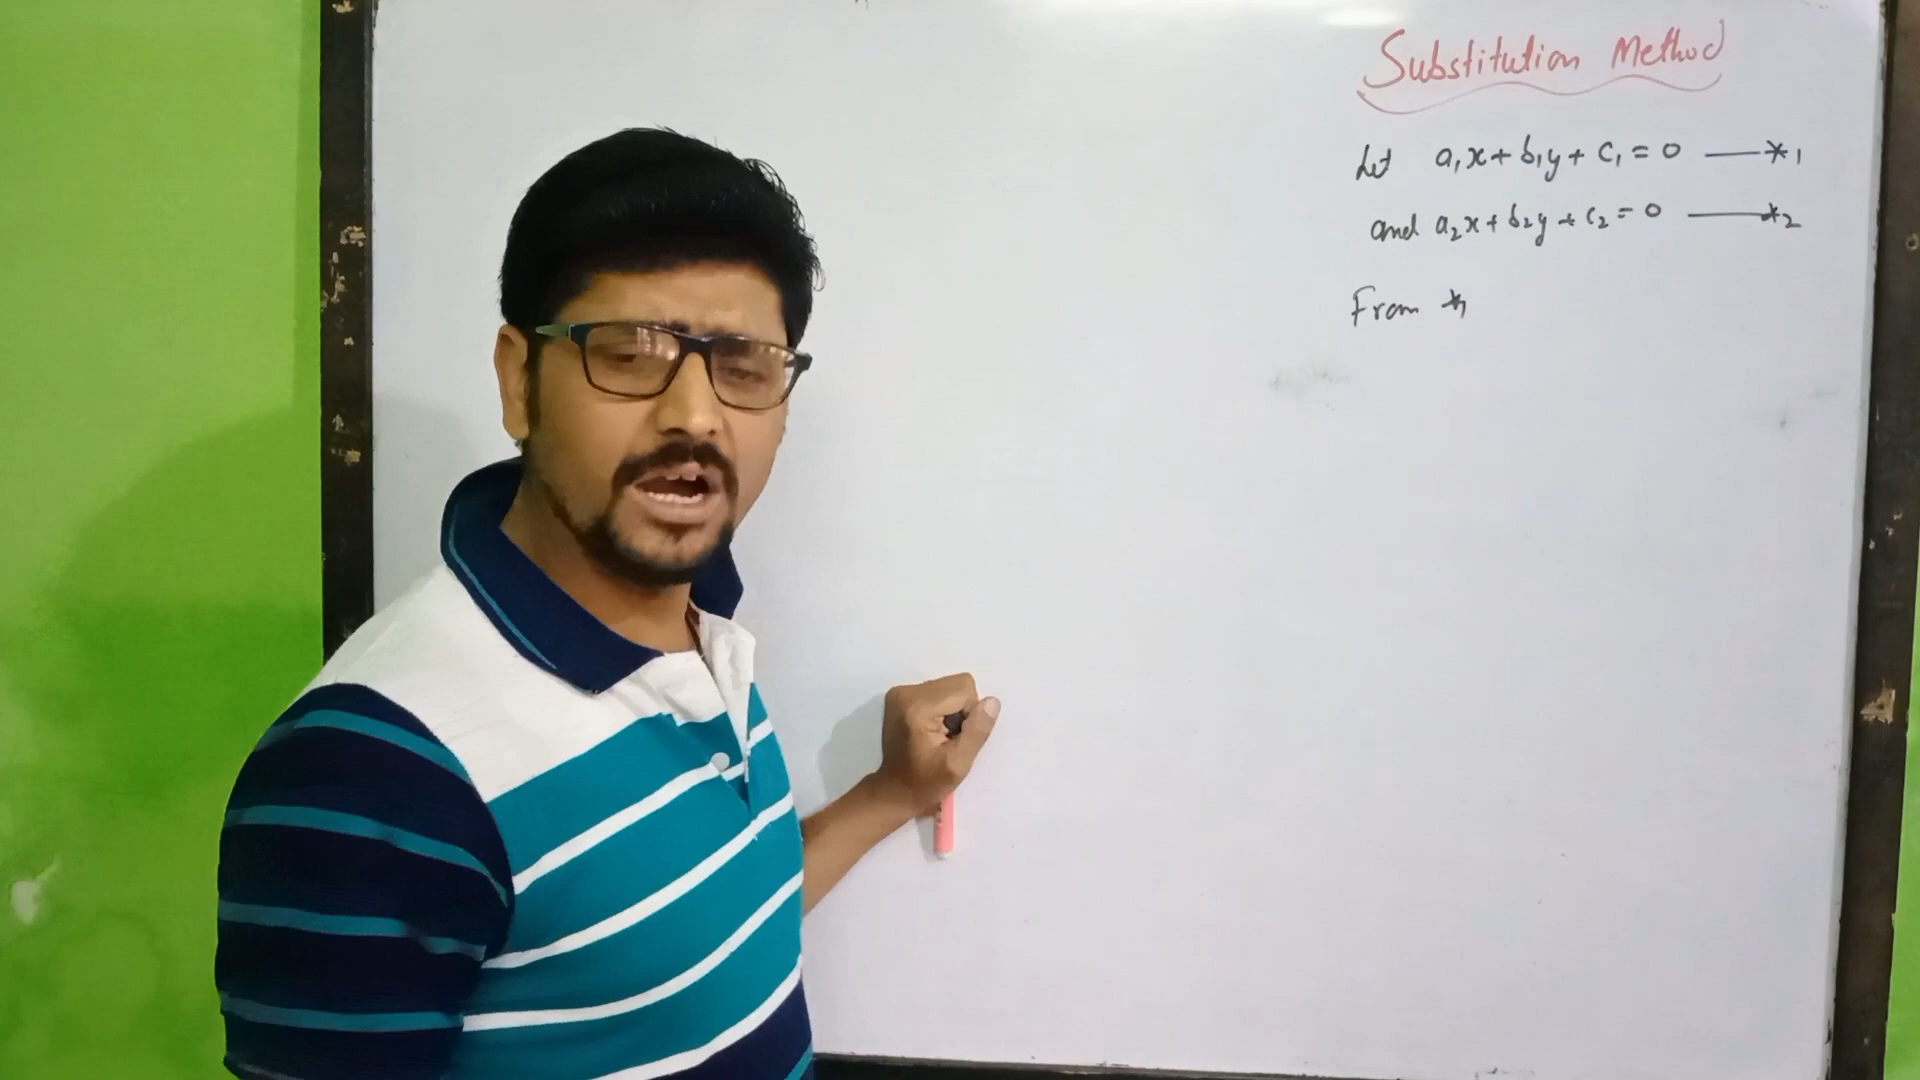 Substitution Method
Let a₁x + b₁y + c₁ = 0 —— *₁
and a₂x + b₂y + c₂ = 0 —— *₂
From *₁